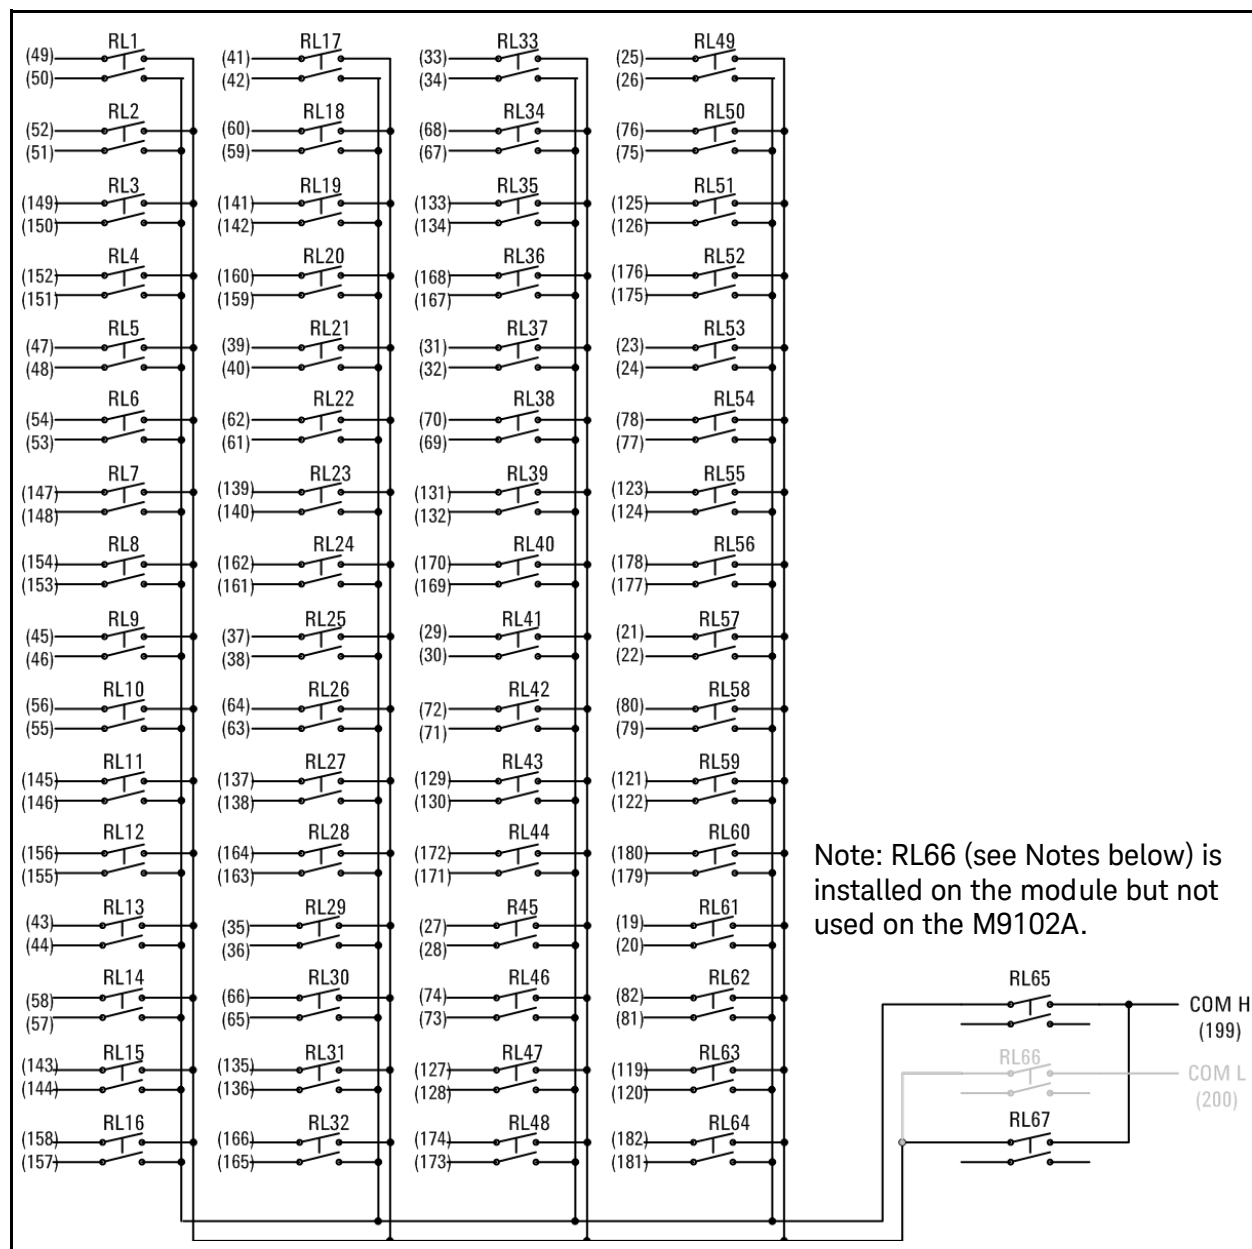 RL1 RL17 RL33 RL49
(49) (41) (33) (25)
(50) (42) (34) (26)
RL2 RL18 RL34 RL50
(52) (60) (68) (76)
(51) (59) (67) (75)
RL3 RL19 RL35 RL51
(149) (141) (133) (125)
(150) (142) (134) (126)
RL4 RL20 RL36 RL52
(152) (160) (168) (176)
(151) (159) (167) (175)
RL5 RL21 RL37 RL53
(47) (39) (31) (23)
(48) (40) (32) (24)
RL6 RL22 RL38 RL54
(54) (62) (70) (78)
(53) (61) (69) (77)
RL7 RL23 RL39 RL55
(147) (139) (131) (123)
(148) (140) (132) (124)
RL8 RL24 RL40 RL56
(154) (162) (170) (178)
(153) (161) (169) (177)
RL9 RL25 RL41 RL57
(45) (37) (29) (21)
(46) (38) (30) (22)
RL10 RL26 RL42 RL58
(56) (64) (72) (80)
(55) (63) (71) (79)
RL11 RL27 RL43 RL59
(145) (137) (129) (121)
(146) (138) (130) (122)
RL12 RL28 RL44 RL60
(156) (164) (172) (180)
(155) (163) (171) (179)
RL13 RL29 R45 RL61
(43) (35) (27) (19)
(44) (36) (28) (20)
RL14 RL30 RL46 RL62
(58) (66) (74) (82)
(57) (65) (73) (81)
RL15 RL31 RL47 RL63
(143) (135) (127) (119)
(144) (136) (128) (120)
RL16 RL32 RL48 RL64
(158) (166) (174) (182)
(157) (165) (173) (181)
Note: RL66 (see Notes below) is
installed on the module but not
used on the M9102A.
RL65
COM H
(199)
RL66
COM L
(200)
RL67